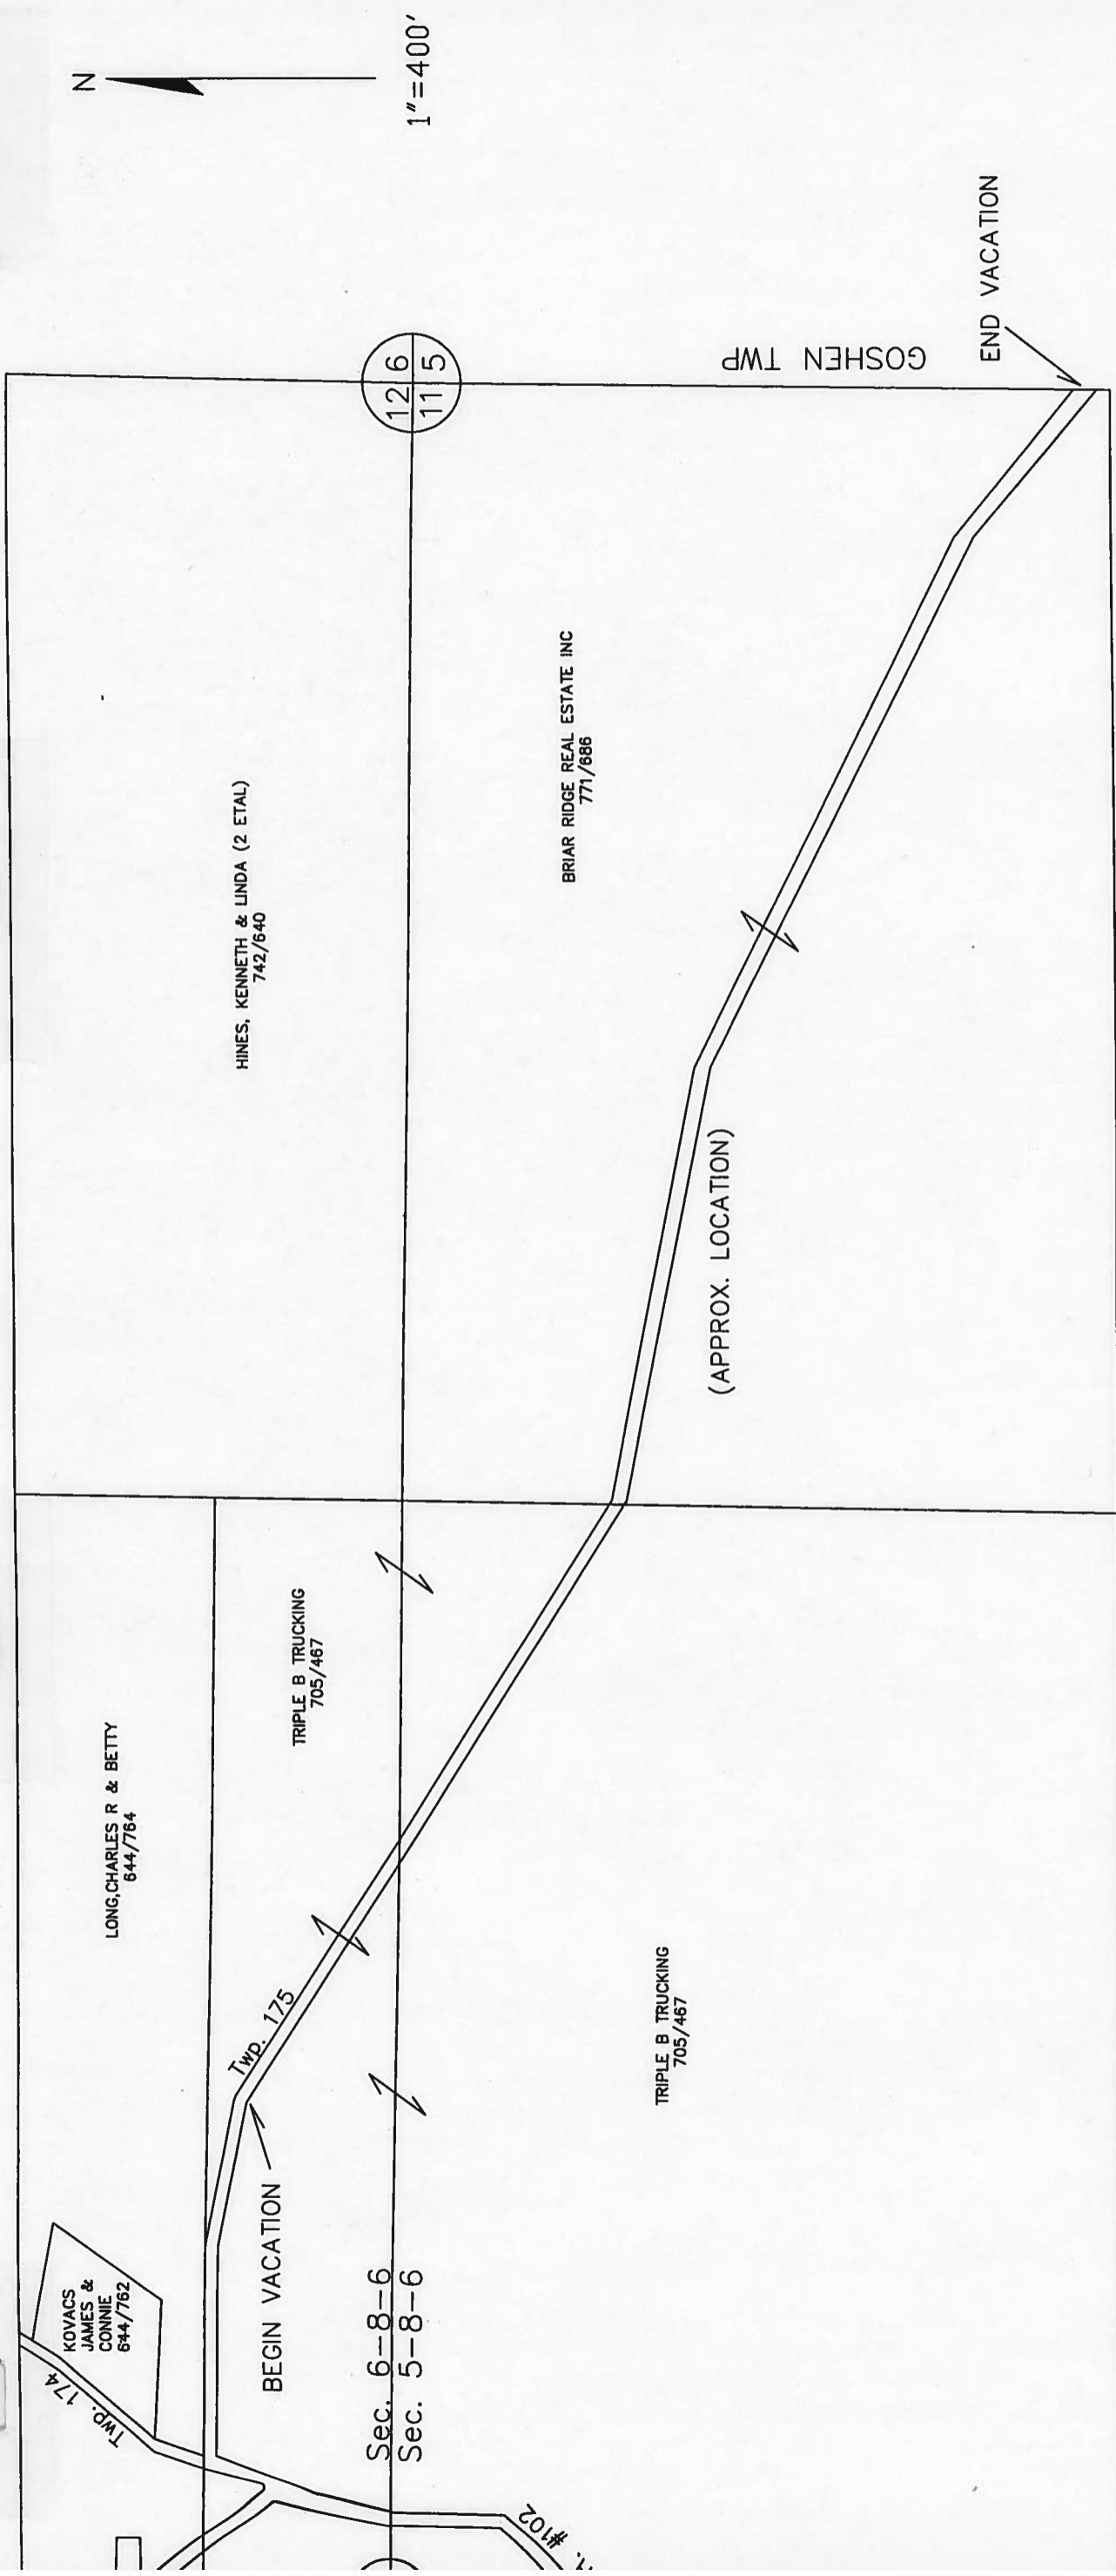 N
1"=400'
KOVACS
JAMES &
CONNIE
644/762
Twp. 174
LONG,CHARLES R & BETTY
644/764
HINES, KENNETH & LINDA (2 ETAL)
742/640
TRIPLE B TRUCKING
705/467
Twp. 175
BEGIN VACATION
Sec. 6-8-6
Sec. 5-8-6
12 6
11 5
BRIAR RIDGE REAL ESTATE INC
771/686
GOSHEN TWP
(APPROX. LOCATION)
TRIPLE B TRUCKING
705/467
END VACATION
#102